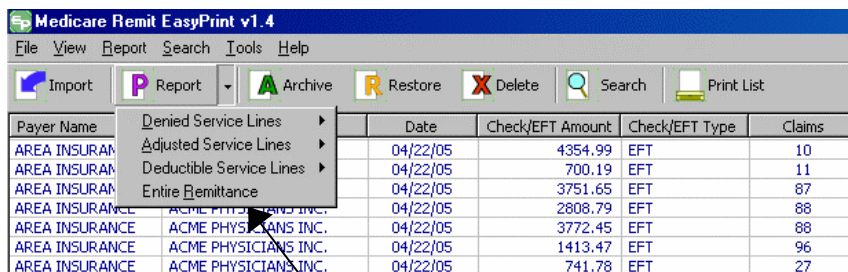 EP Medicare Remit EasyPrint v1.4
File View Report Search Tools Help
Import P Report A Archive R Restore X Delete Search Print List
Payer Name Date Check/EFT Amount Check/EFT Type Claims
Denied Service Lines
Adjusted Service Lines
Deductible Service Lines
Entire Remittance
AREA INSURAN 04/22/05 4354.99 EFT 10
AREA INSURAN 04/22/05 700.19 EFT 11
AREA INSURAN 04/22/05 3751.65 EFT 87
AREA INSURANCE ACME PHYSICIANS INC. 04/22/05 2808.79 EFT 88
AREA INSURANCE ACME PHYSICIANS INC. 04/22/05 3772.45 EFT 88
AREA INSURANCE ACME PHYSICIANS INC. 04/22/05 1413.47 EFT 96
AREA INSURANCE ACME PHYSICIANS INC. 04/22/05 741.78 EFT 27